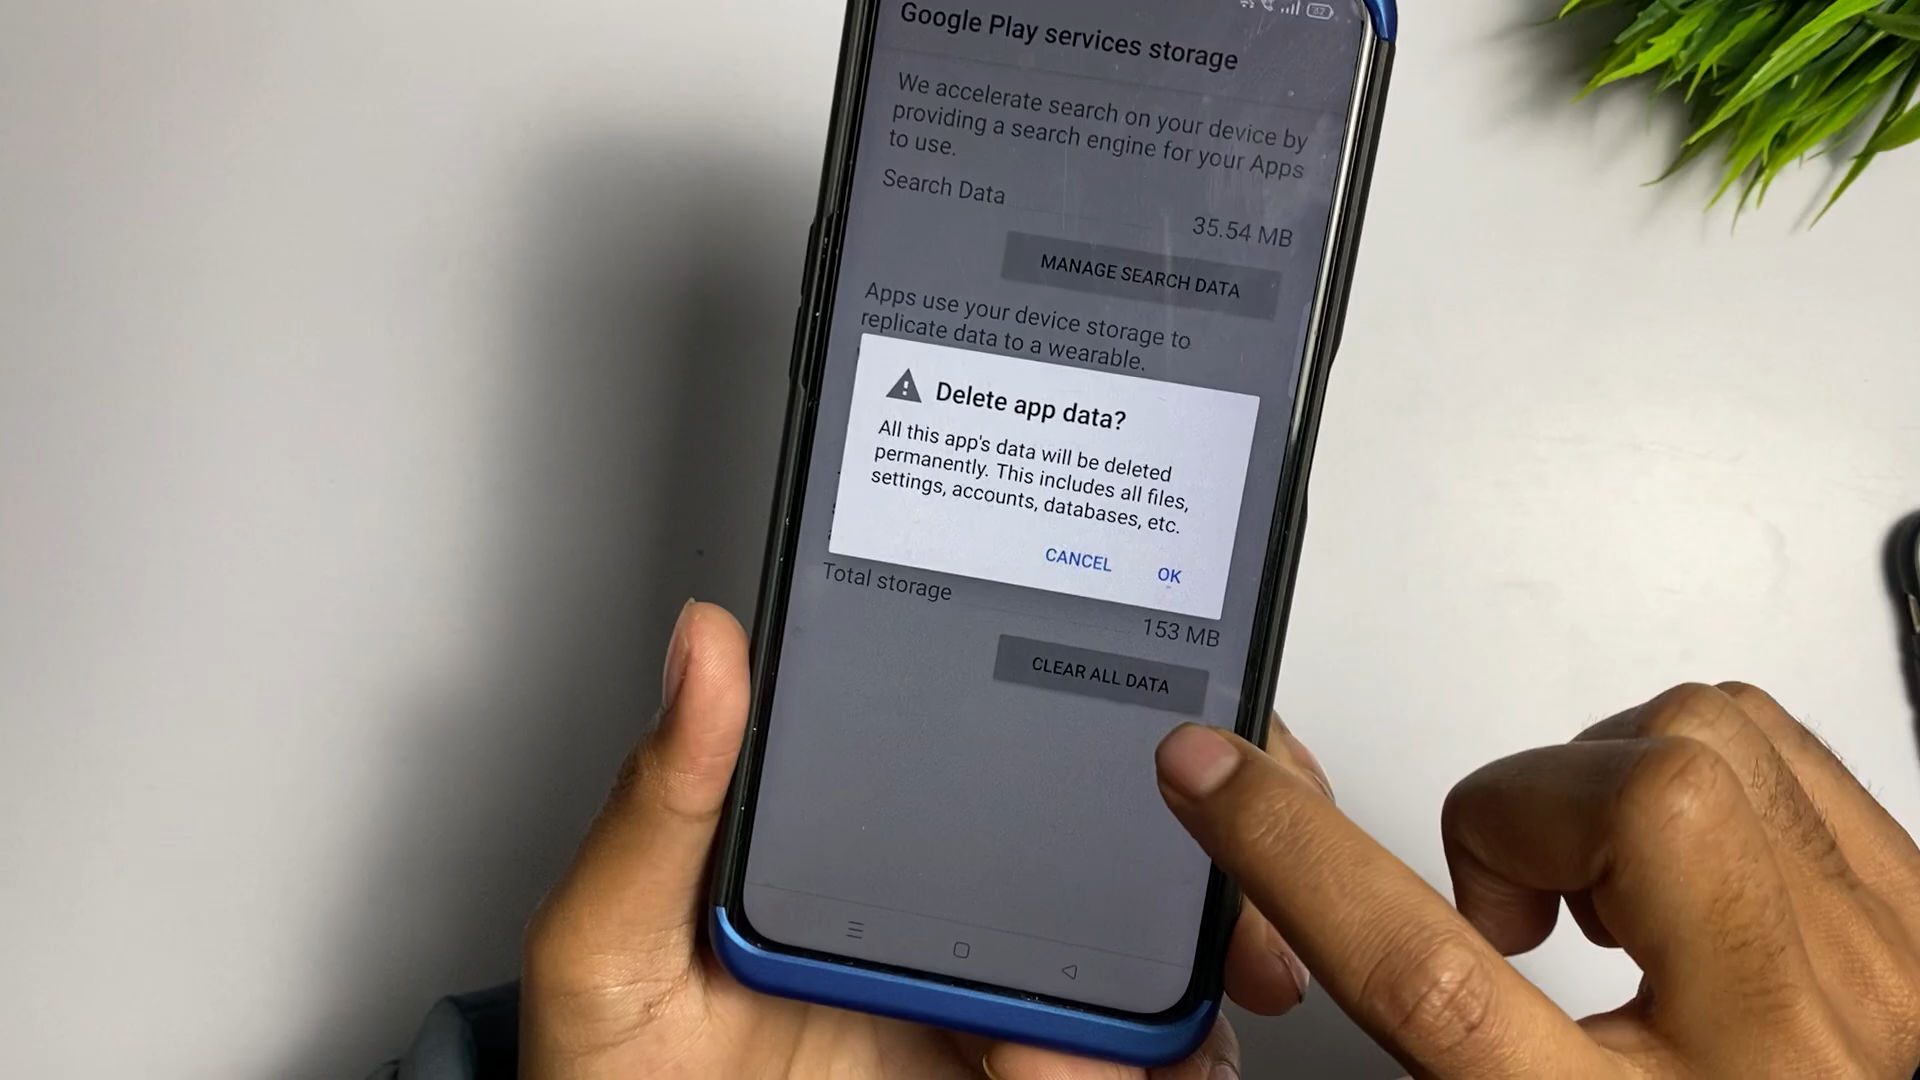 Google Play services storage
We accelerate search on your device by
providing a search engine for your Apps
to use.
Search Data
35.54 MB
MANAGE SEARCH DATA
Apps use your device storage to
replicate data to a wearable.
Delete app data?
All this app's data will be deleted
permanently. This includes all files,
settings, accounts, databases, etc.
CANCEL
OK
Total storage
153 MB
CLEAR ALL DATA